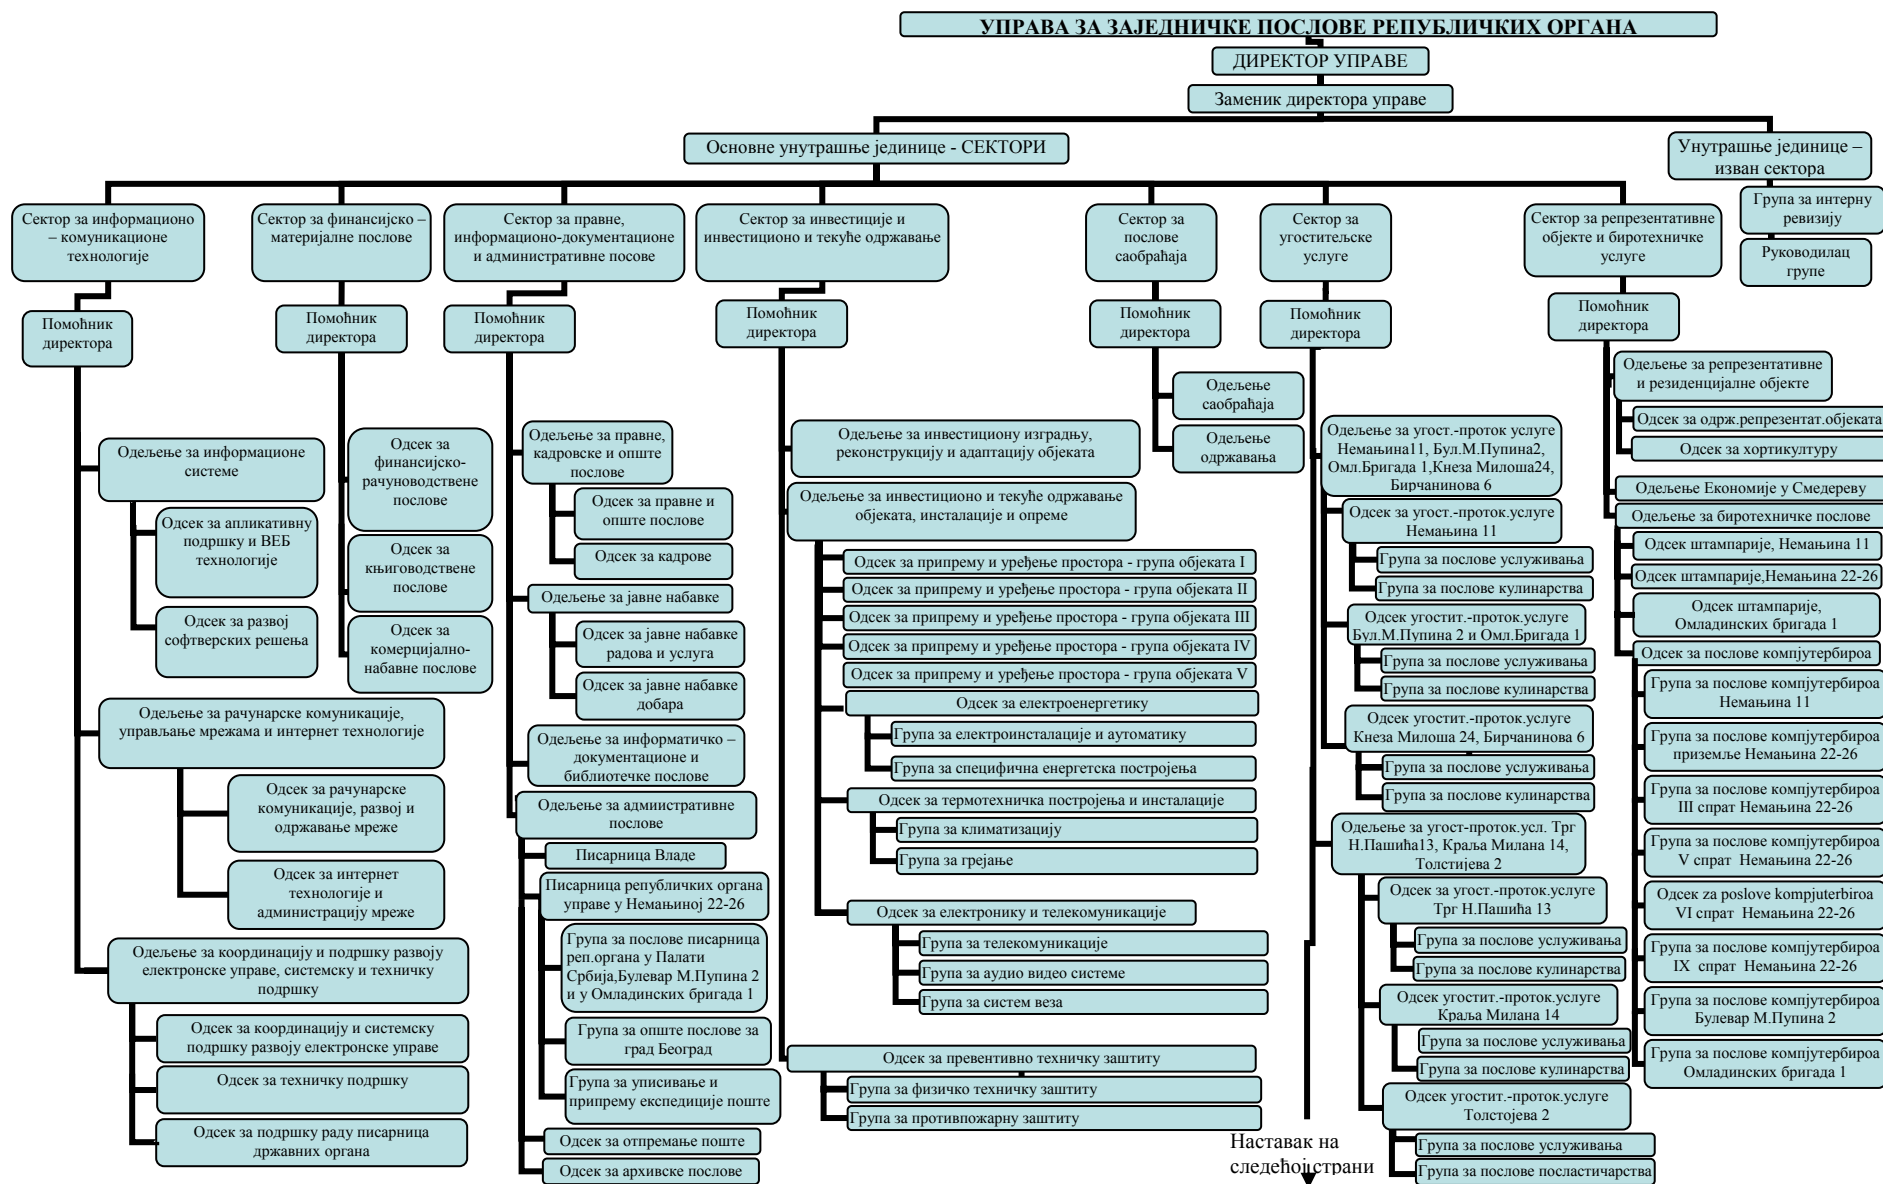 УПРАВА ЗА ЗАЈЕДНИЧКЕ ПОСЛОВЕ РЕПУБЛИЧКИХ ОРГАНА
ДИРЕКТОР УПРАВЕ
Заменик директора управе
Основне унутрашње јединице - СЕКТОРИ
Унутрашње јединице –
изван сектора
Група за интерну
ревизију
Руководилац
групе
Сектор за информационо
– комуникационе
технологије
Помоћник
директора
Одељење за информационе
системе
Одсек за апликативну
подршку и ВЕБ
технологије
Одсек за развој
софтверских решења
Одељење за рачунарске комуникације,
управљање мрежама и интернет технологије
Одсек за рачунарске
комуникације, развој и
одржавање мреже
Одсек за интернет
технологије и
администрацију мреже
Одељење за координацију и подршку развоју
електронске управе, системску и техничку
подршку
Одсек за координацију и системску
подршку развоју електронске управе
Одсек за техничку подршку
Одсек за подршку раду писарница
државних органа
Сектор за финансијско –
материјалне послове
Помоћник
директора
Одсек за
финансијско-
рачуноводствене
послове
Одсек за
књиговодствене
послове
Одсек за
комерцијално-
набавне послове
Сектор за правне,
информационо-документационе
и административне посове
Помоћник
директора
Одељење за правне,
кадровске и опште
послове
Одсек за правне и
опште послове
Одсек за кадрове
Одељење за јавне набавке
Одсек за јавне набавке
радова и услуга
Одсек за јавне набавке
добара
Одељење за информатичко –
документационе и
библиотечке послове
Одељење за адмиистративне
послове
Писарница Владе
Писарница републичких органа
управе у Немањиној 22-26
Група за послове писарница
реп.органа у Палати
Србија,Булевар М.Пупина 2
и у Омладинских бригада 1
Група за опште послове за
град Београд
Група за уписивање и
припрему експедиције поште
Одсек за отпремање поште
Одсек за архивске послове
Сектор за инвестиције и
инвестиционо и текуће одржавање
Помоћник
директора
Одељење за инвестициону изградњу,
реконструкцију и адаптацију објеката
Одељење за инвестиционо и текуће одржавање
објеката, инсталације и опреме
Одсек за припрему и уређење простора - група објеката I
Одсек за припрему и уређење простора - група објеката II
Одсек за припрему и уређење простора - група објеката III
Одсек за припрему и уређење простора - група објеката IV
Одсек за припрему и уређење простора - група објеката V
Одсек за електроенергетику
Група за електроинсталације и аутоматику
Група за специфична енергетска постројења
Одсек за термотехничка постројења и инсталације
Група за климатизацију
Група за грејање
Одсек за електронику и телекомуникације
Група за телекомуникације
Група за аудио видео системе
Група за систем веза
Одсек за превентивно техничку заштиту
Група за физичко техничку заштиту
Група за противпожарну заштиту
Сектор за
послове
саобраћаја
Помоћник
директора
Одељење
саобраћаја
Одељење
одржавања
Сектор за
угоститељске
услуге
Помоћник
директора
Одељење за угост.-проток услуге
Немањина11, Бул.М.Пупина2,
Омл.Бригада 1,Кнеза Милоша24,
Бирчанинова 6
Одсек за угост.-проток.услуге
Немањина 11
Група за послове услуживања
Група за послове кулинарства
Одсек угостит.-проток.услуге
Бул.М.Пупина 2 и Омл.Бригада 1
Група за послове услуживања
Група за послове кулинарства
Одсек угостит.-проток.услуге
Кнеза Милоша 24, Бирчанинова 6
Група за послове услуживања
Група за послове кулинарства
Одељење за угост-проток.усл. Трг
Н.Пашића13, Краља Милана 14,
Толстијева 2
Одсек за угост.-проток.услуге
Трг Н.Пашића 13
Група за послове услуживања
Група за послове кулинарства
Одсек угостит.-проток.услуге
Краља Милана 14
Група за послове услуживања
Група за послове кулинарства
Одсек угостит.-проток.услуге
Толстојева 2
Група за послове услуживања
Група за послове посластичарства
Наставак на
следећој страни
Сектор за репрезентативне
објекте и биротехничке
услуге
Помоћник
директора
Одељење за репрезентативне
и резиденцијалне објекте
Одсек за одрж.репрезентат.објеката
Одсек за хортикултуру
Одељење Економије у Смедереву
Одељење за биротехничке послове
Одсек штампарије, Немањина 11
Одсек штампарије,Немањина 22-26
Одсек штампарије,
Омладинских бригада 1
Одсек за послове компјутербироа
Група за послове компјутербироа
Немањина 11
Група за послове компјутербироа
приземље Немањина 22-26
Група за послове компјутербироа
III спрат Немањина 22-26
Група за послове компјутербироа
V спрат Немањина 22-26
Одсек za poslove kompjuterbiroa
VI спрат Немањина 22-26
Група за послове компјутербироа
IX спрат Немањина 22-26
Група за послове компјутербироа
Булевар М.Пупина 2
Група за послове компјутербироа
Омладинских бригада 1